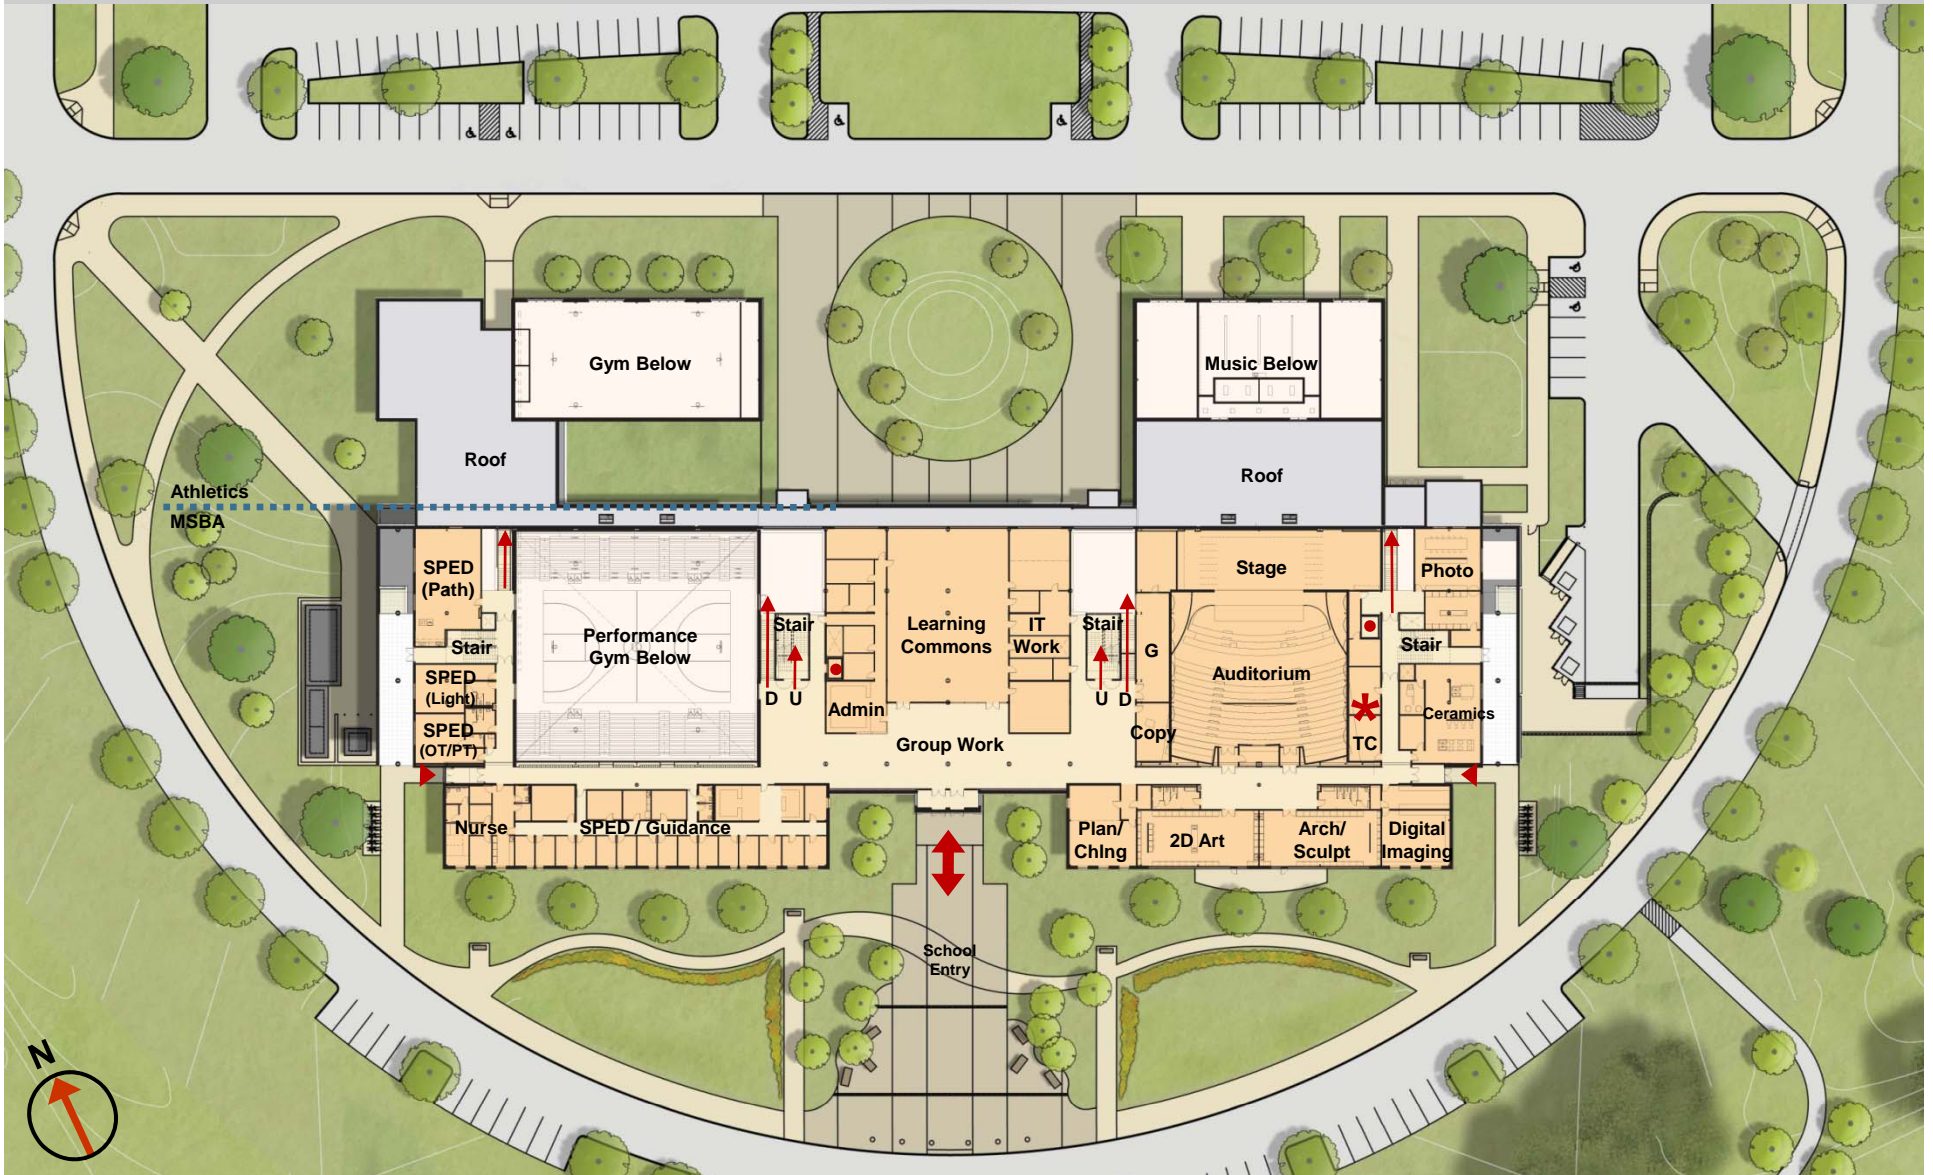 Gym Below
Music Below
Roof
Roof
Athletics
MSBA
SPED
(Path)
Stage
Photo
Performance
Gym Below
Stair
Learning
Commons
IT
Work
Stair
Stair
Stair
G
Auditorium
SPED
(Light)
D
U
Admin
U
D
Ceramics
SPED
(OT/PT)
Group Work
Copy
*
TC
Nurse
SPED / Guidance
Plan/
Chlng
2D Art
Arch/
Sculpt
Digital
Imaging
School
Entry
N